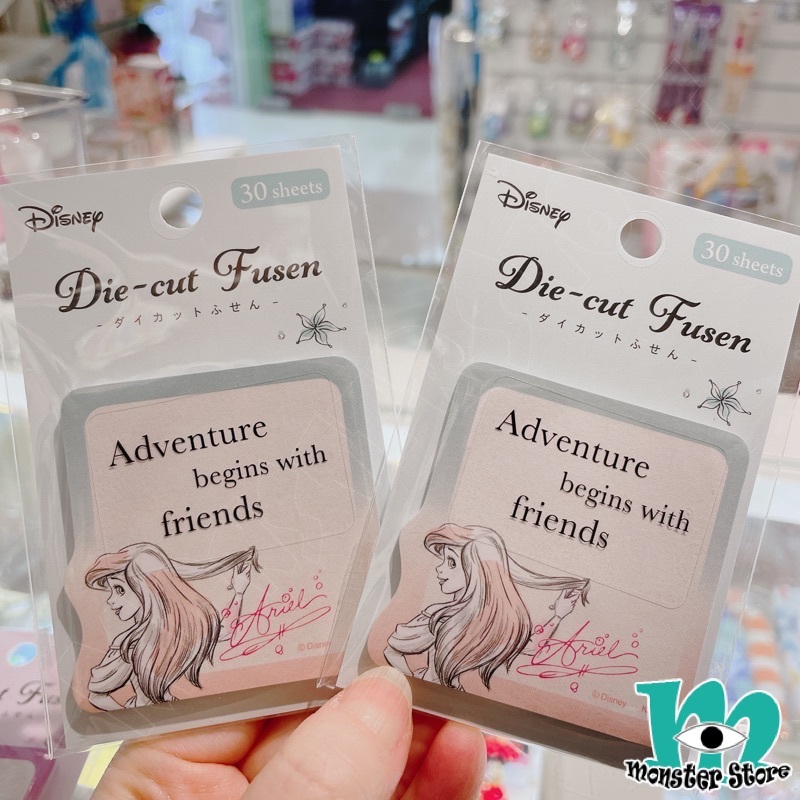 Disney
30 sheets
Die-cut Fusen
- ダイカットふせん -
Adventure
begins with
friends
Ariel
© Disney
Disney
30 sheets
Die-cut Fusen
- ダイカットふせん -
Adventure
begins with
friends
Ariel
© Disney
m
monster Store